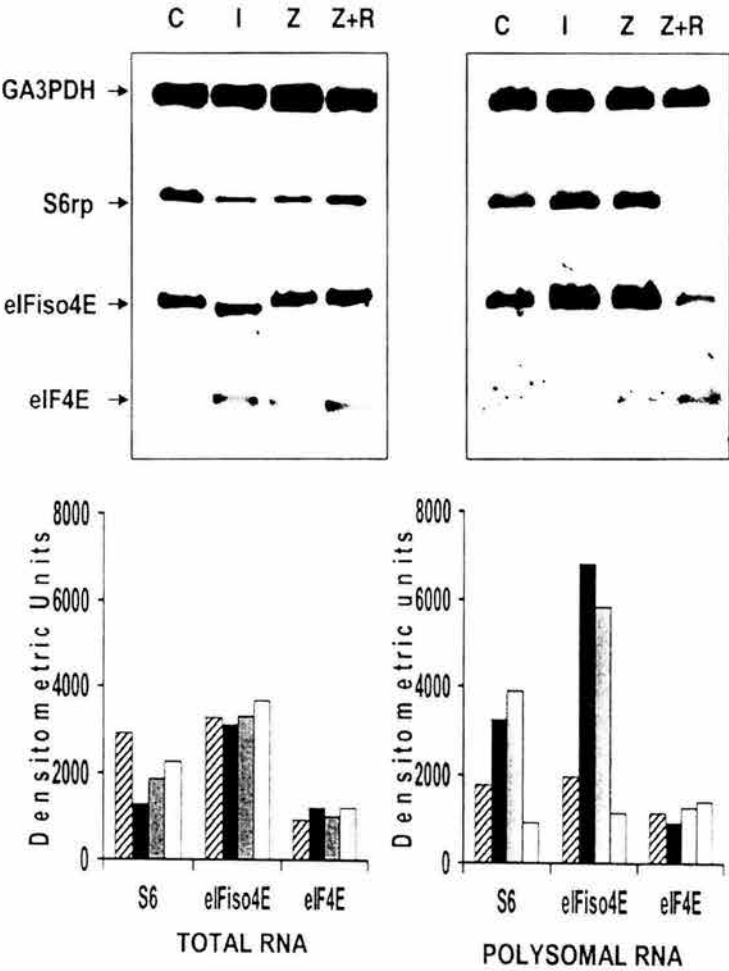 C I Z Z+R
C I Z Z+R
GA3PDH
S6rp
eIFiso4E
eIF4E
8000
6000
4000
2000
0
Densitometric Units
S6 eIFiso4E eIF4E
TOTAL RNA
8000
6000
4000
2000
0
Densitometric units
S6 eIFiso4E eIF4E
POLYSOMAL RNA